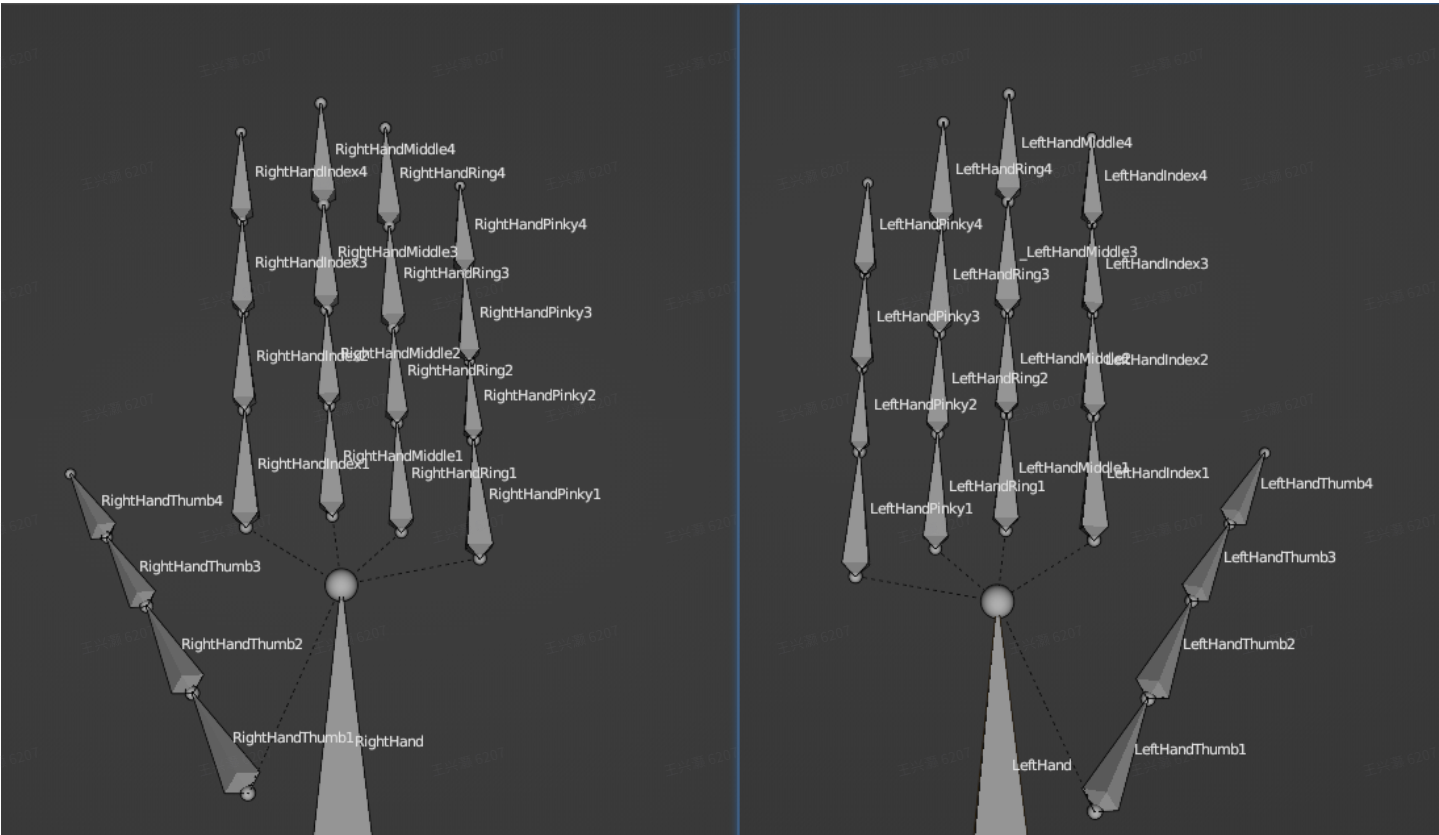 RightHandMiddle4
RightHandIndex4
RightHandRing4
RightHandPinky4
RightHandMiddle3
RightHandIndex3
RightHandRing3
RightHandPinky3
RightHandIndex2
RightHandMiddle2
RightHandRing2
RightHandPinky2
RightHandMiddle1
RightHandIndex1
RightHandRing1
RightHandPinky1
RightHandThumb4
RightHandThumb3
RightHandThumb2
RightHandThumb1
RightHand
LeftHandMiddle4
LeftHandRing4
LeftHandIndex4
LeftHandPinky4
_LeftHandMiddle3
LeftHandIndex3
LeftHandRing3
LeftHandPinky3
LeftHandMiddle2
LeftHandIndex2
LeftHandRing2
LeftHandPinky2
LeftHandMiddle1
LeftHandIndex1
LeftHandRing1
LeftHandPinky1
LeftHandThumb4
LeftHandThumb3
LeftHandThumb2
LeftHandThumb1
LeftHand